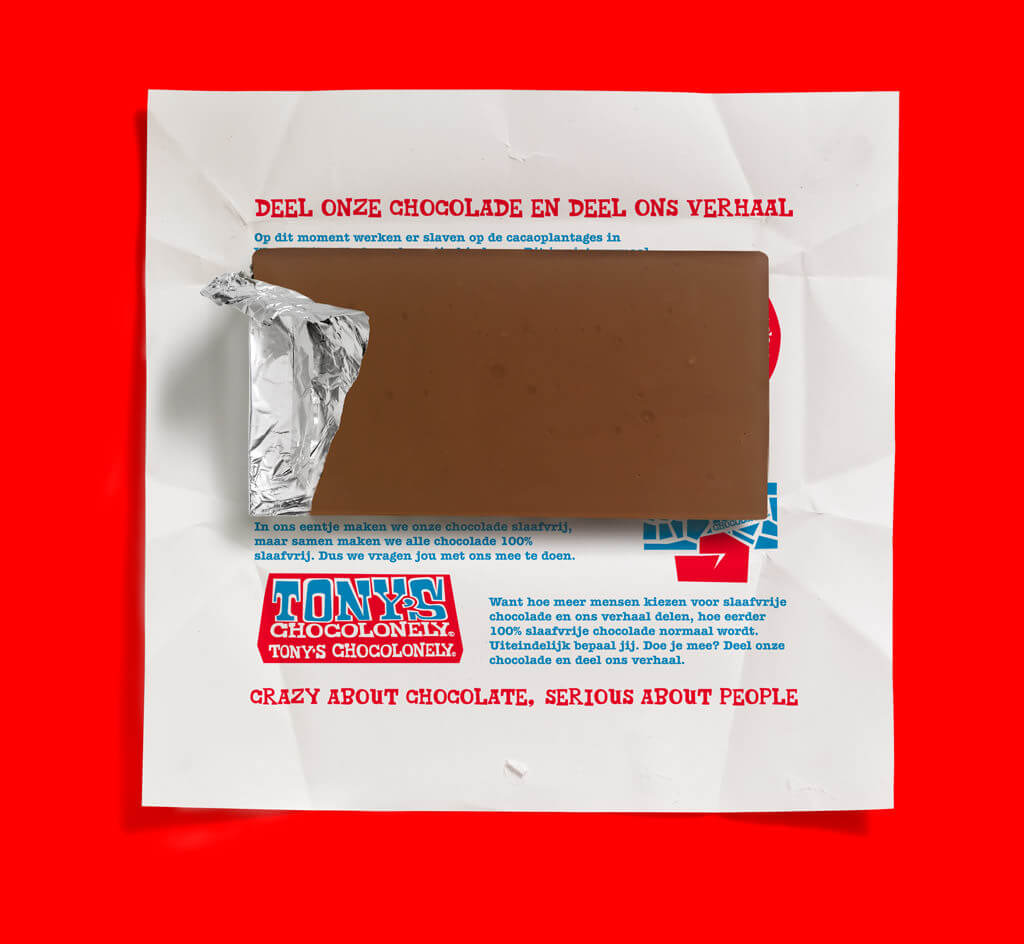 DEEL ONZE CHOCOLADE EN DEEL ONS VERHAAL
Op dit moment werken er slaven op de cacaoplantages in
In ons eentje maken we onze chocolade slaafvrij,
maar samen maken we alle chocolade 100%
slaafvrij. Dus we vragen jou met ons mee te doen.
TONY'S
CHOCOLONELY®
TONY'S CHOCOLONELY®
Want hoe meer mensen kiezen voor slaafvrije
chocolade en ons verhaal delen, hoe eerder
100% slaafvrije chocolade normaal wordt.
Uiteindelijk bepaal jij. Doe je mee? Deel onze
chocolade en deel ons verhaal.
CRAZY ABOUT CHOCOLATE, SERIOUS ABOUT PEOPLE